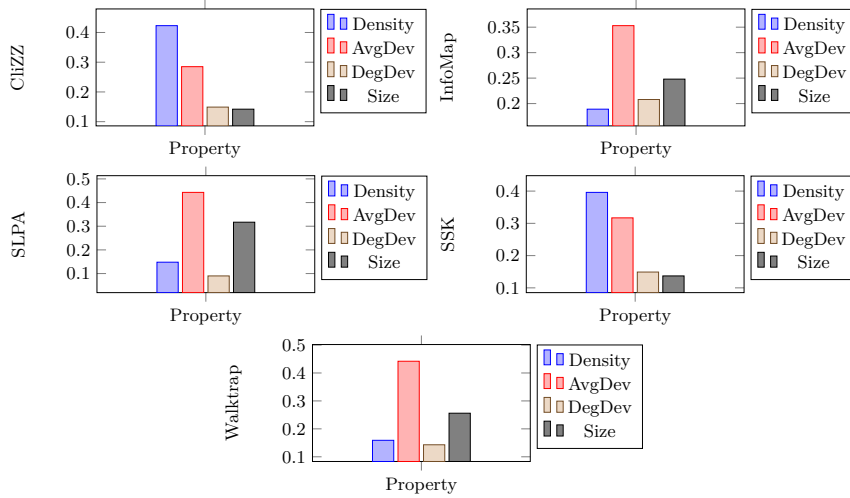 CliZZ
0.4
0.3
0.2
0.1
Property
Density
AvgDev
DegDev
Size
InfoMap
0.35
0.3
0.25
0.2
Property
Density
AvgDev
DegDev
Size
SLPA
0.5
0.4
0.3
0.2
0.1
Property
Density
AvgDev
DegDev
Size
SSK
0.4
0.3
0.2
0.1
Property
Density
AvgDev
DegDev
Size
Walktrap
0.5
0.4
0.3
0.2
0.1
Property
Density
AvgDev
DegDev
Size